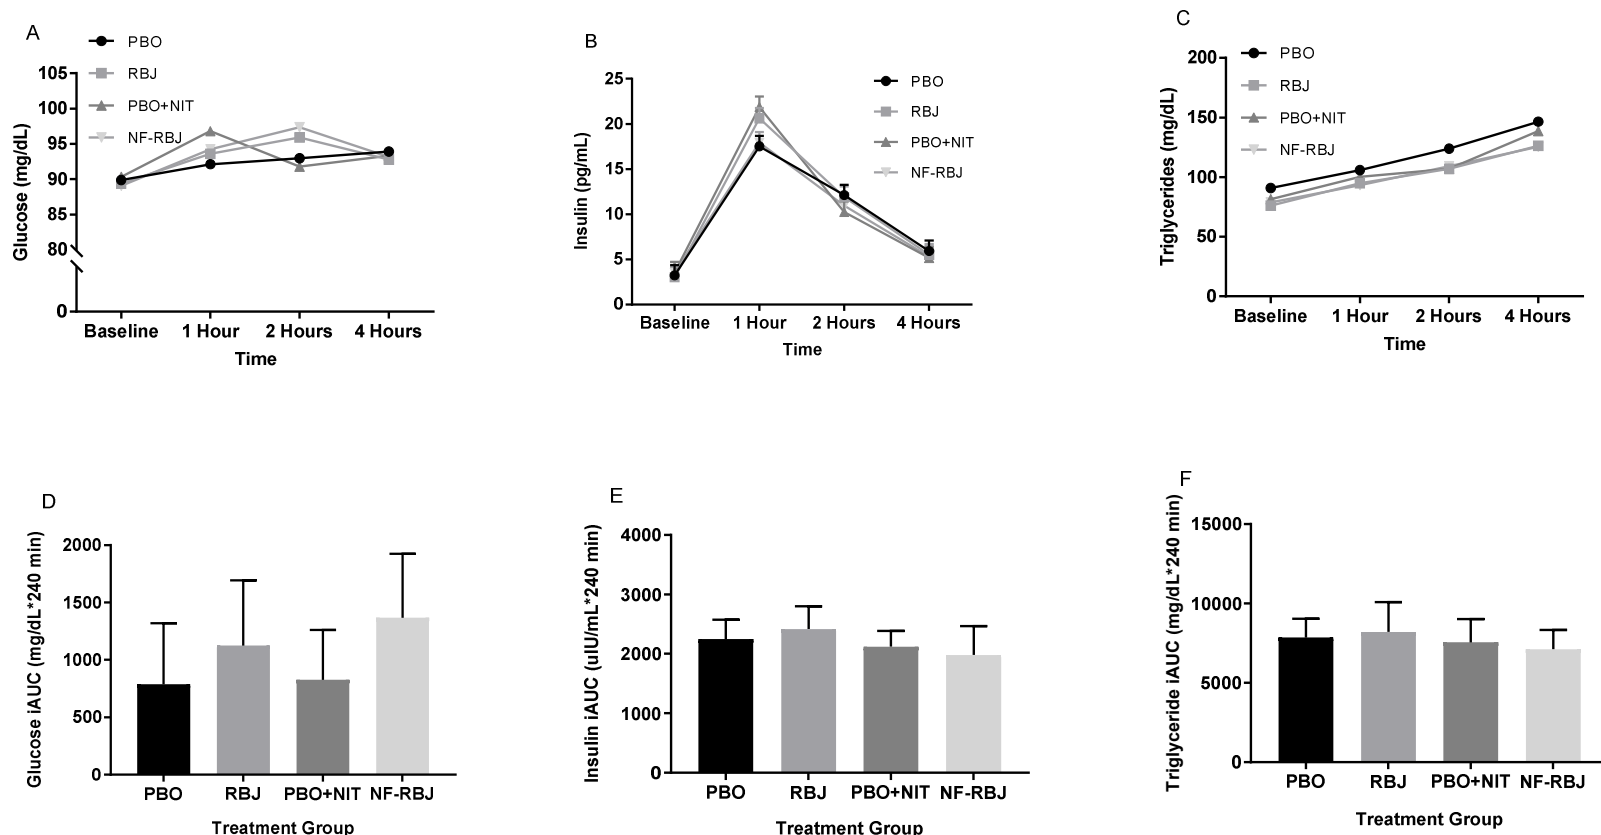 A
PBO
RBJ
PBO+NIT
NF-RBJ
Glucose (mg/dL)
105
100
95
90
85
80
0
Baseline 1 Hour 2 Hours 4 Hours
Time
B
PBO
RBJ
PBO+NIT
NF-RBJ
Insulin (pg/mL)
25
20
15
10
5
0
Baseline 1 Hour 2 Hours 4 Hours
Time
C
PBO
RBJ
PBO+NIT
NF-RBJ
Triglycerides (mg/dL)
200
150
100
50
0
Baseline 1 Hour 2 Hours 4 Hours
Time
D
Glucose iAUC (mg/dL*240 min)
2000
1500
1000
500
0
PBO RBJ PBO+NIT NF-RBJ
Treatment Group
E
Insulin iAUC (uIU/mL*240 min)
4000
3000
2000
1000
0
PBO RBJ PBO+NIT NF-RBJ
Treatment Group
F
Triglyceride iAUC (mg/dL*240 min)
15000
10000
5000
0
PBO RBJ PBO+NIT NF-RBJ
Treatment Group